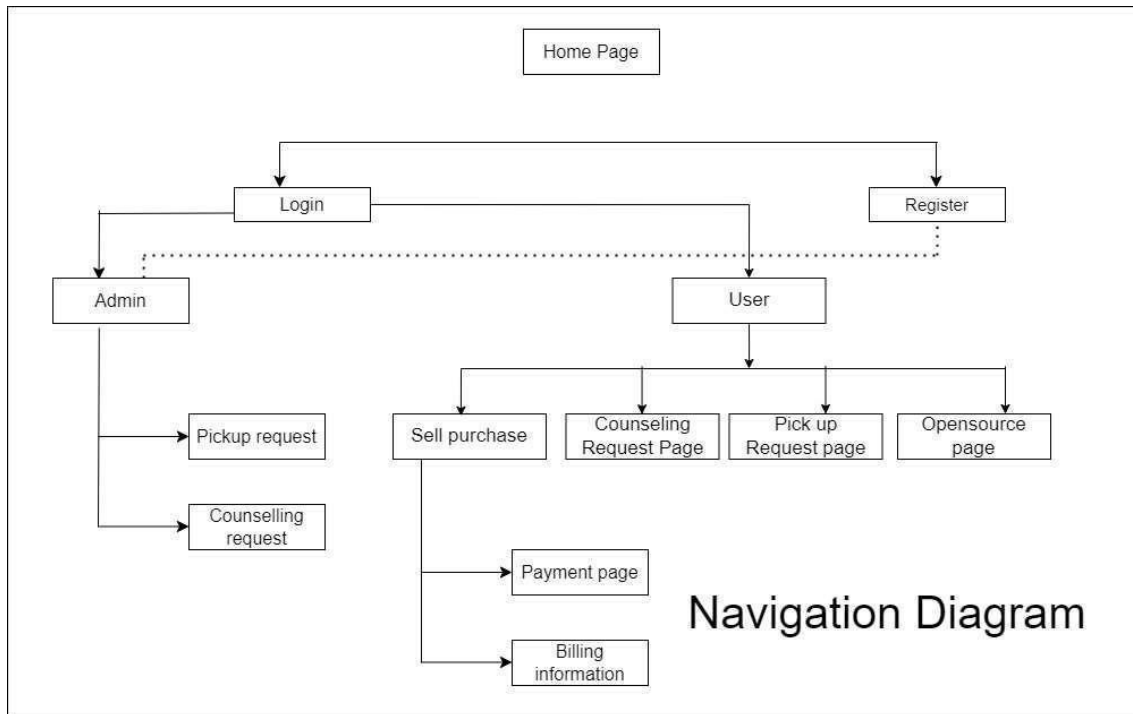 Home Page
Login
Register
Admin
User
Pickup request
Sell purchase
Counseling
Request Page
Pick up
Request page
Opensource
page
Counselling
request
Payment page
Navigation Diagram
Billing
information